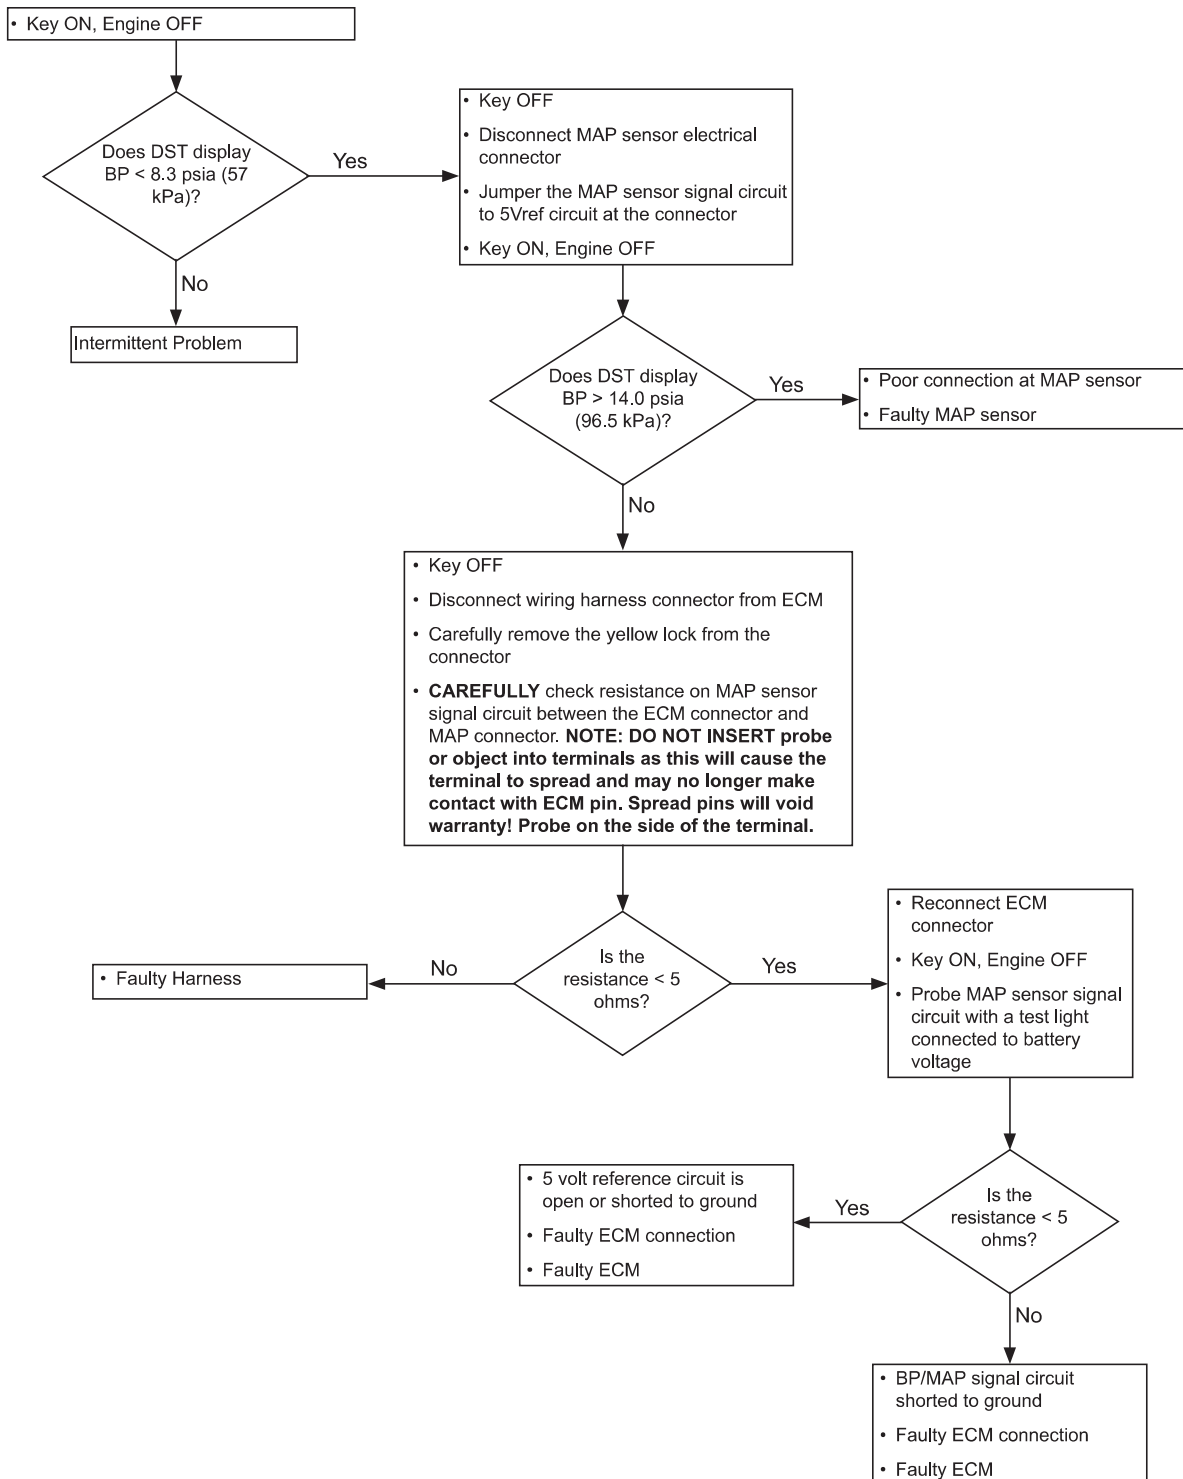 • Key ON, Engine OFF
Does DST display
BP < 8.3 psia (57
kPa)?
Yes
No
Intermittent Problem
• Key OFF
• Disconnect MAP sensor electrical
connector
• Jumper the MAP sensor signal circuit
to 5Vref circuit at the connector
• Key ON, Engine OFF
Does DST display
BP > 14.0 psia
(96.5 kPa)?
Yes
• Poor connection at MAP sensor
• Faulty MAP sensor
No
• Key OFF
• Disconnect wiring harness connector from ECM
• Carefully remove the yellow lock from the
connector
• CAREFULLY check resistance on MAP sensor
signal circuit between the ECM connector and
MAP connector. NOTE: DO NOT INSERT probe
or object into terminals as this will cause the
terminal to spread and may no longer make
contact with ECM pin. Spread pins will void
warranty! Probe on the side of the terminal.
Is the
resistance < 5
ohms?
No
• Faulty Harness
Yes
• Reconnect ECM
connector
• Key ON, Engine OFF
• Probe MAP sensor signal
circuit with a test light
connected to battery
voltage
Is the
resistance < 5
ohms?
Yes
• 5 volt reference circuit is
open or shorted to ground
• Faulty ECM connection
• Faulty ECM
No
• BP/MAP signal circuit
shorted to ground
• Faulty ECM connection
• Faulty ECM